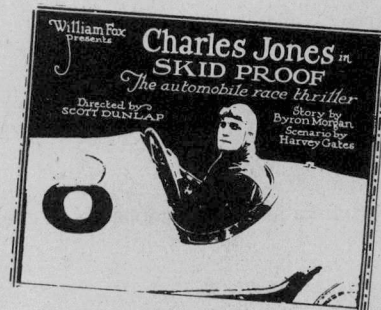 William Fox
presents
Charles Jones in
SKID PROOF
The automobile race thriller
Directed by
SCOTT DUNLAP
Story by
Byron Morgan
Scenario by
Harvey Gates
8